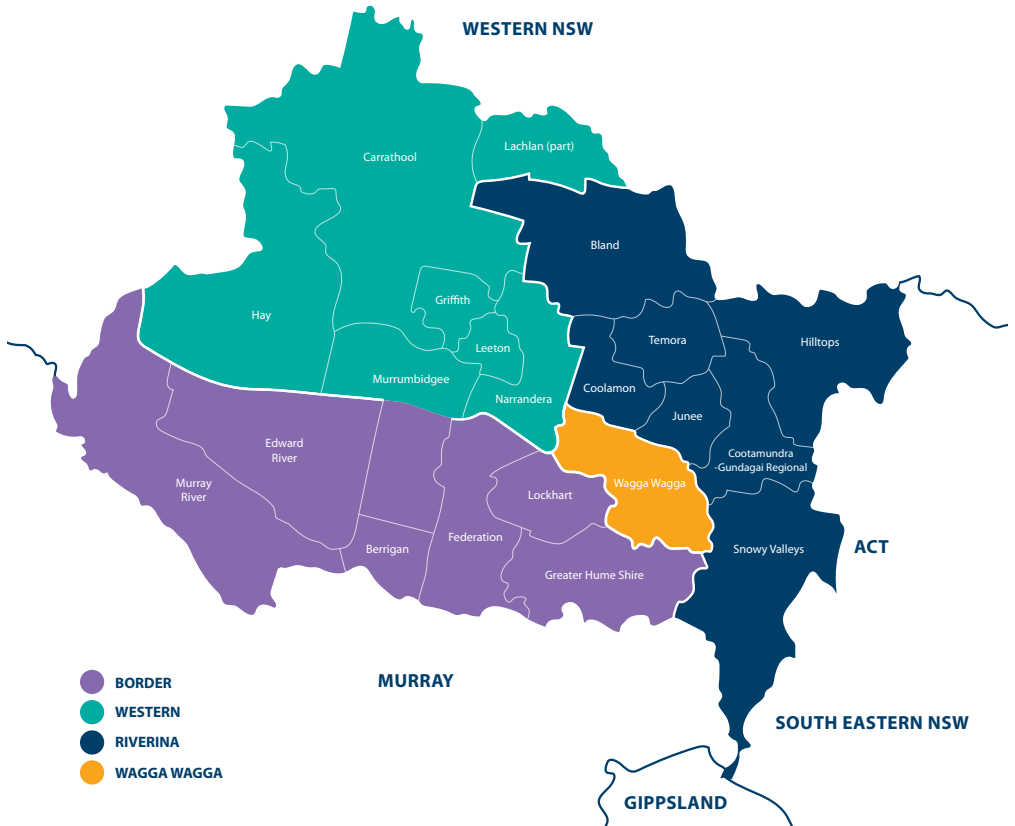 WESTERN NSW
Lachlan (part)
Carrathool
Bland
Griffith
Hay
Temora
Hilltops
Leeton
Murrumbidgee
Coolamon
Narrandera
Junee
Edward
River
Cootamundra
-Gundagai Regional
Murray
River
Wagga Wagga
Lockhart
Federation
Berrigan
Snowy Valleys
ACT
Greater Hume Shire
MURRAY
BORDER
WESTERN
RIVERINA
WAGGA WAGGA
SOUTH EASTERN NSW
GIPPSLAND